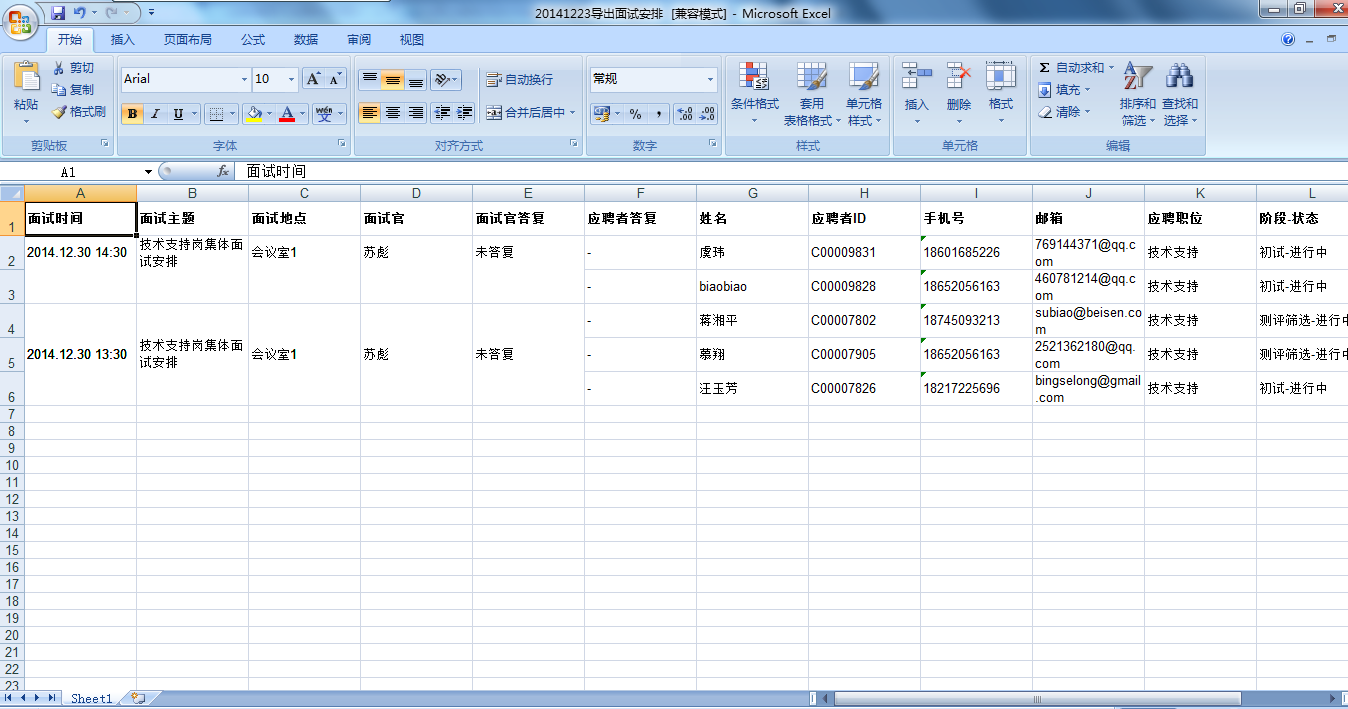 20141223导出面试安排 [兼容模式] - Microsoft Excel
开始 插入 页面布局 公式 数据 审阅 视图
粘贴 剪切 复制 格式刷 剪贴板
Arial 10 A A B I U A wén 变 字体
自动换行 合并后居中 对齐方式
常规 % , .0 .00 .00 .0 数字
条件格式 套用 表格格式 单元格 样式 样式
插入 删除 格式 单元格
Σ 自动求和 填充 清除 排序和 筛选 查找和 选择 编辑
A1 fx 面试时间
A B C D E F G H I J K L
1 面试时间 面试主题 面试地点 面试官 面试官答复 应聘者答复 姓名 应聘者ID 手机号 邮箱 应聘职位 阶段-状态
2 2014.12.30 14:30 技术支持岗集体面 试安排 会议室1 苏彪 未答复 - 虞玮 C00009831 18601685226 769144371@qq.c om 技术支持 初试-进行中
3 - biaobiao C00009828 18652056163 460781214@qq.c om 技术支持 初试-进行中
4 - 蒋湘平 C00007802 18745093213 subiao@beisen.co m 技术支持 测评筛选-进行中
5 2014.12.30 13:30 技术支持岗集体面 试安排 会议室1 苏彪 未答复 - 慕翔 C00007905 18652056163 2521362180@qq. com 技术支持 测评筛选-进行中
6 - 汪玉芳 C00007826 18217225696 bingselong@gmail .com 技术支持 初试-进行中
7
8
9
10
11
12
13
14
15
16
17
18
19
20
21
22
23
Sheet1